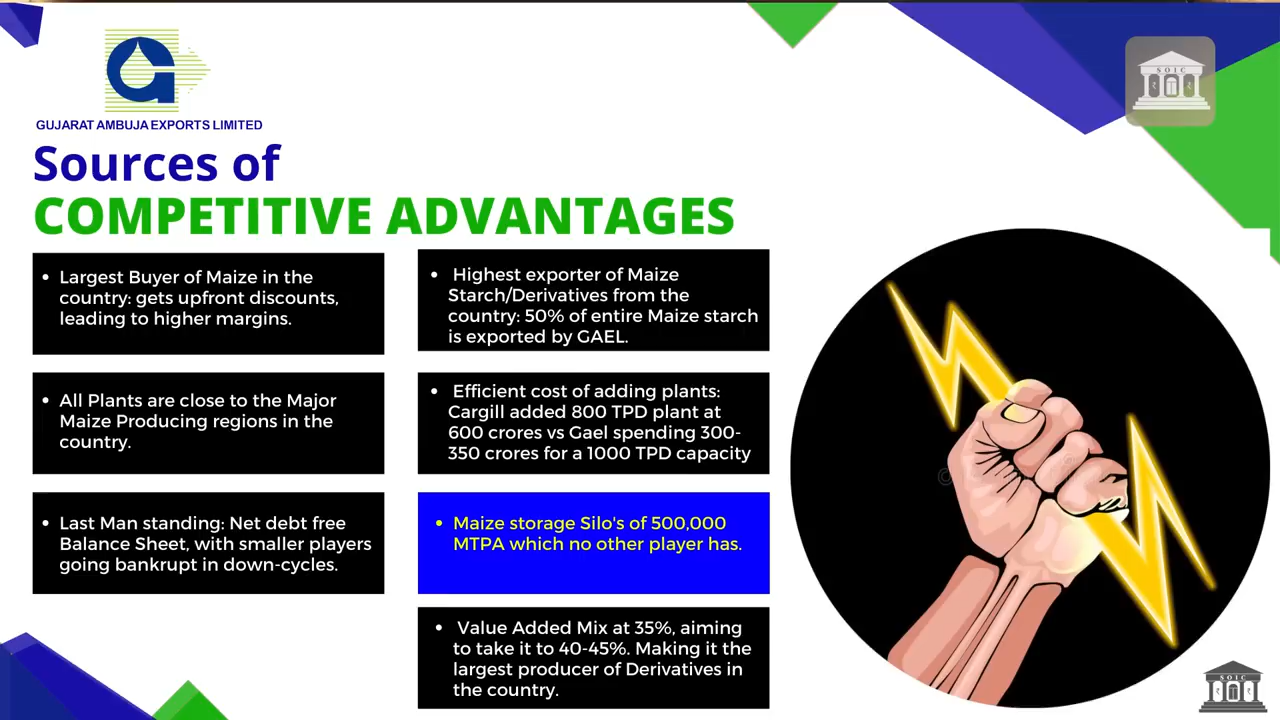 SOIC
GUJARAT AMBUJA EXPORTS LIMITED
Sources of
COMPETITIVE ADVANTAGES
• Largest Buyer of Maize in the
country: gets upfront discounts,
leading to higher margins.
• All Plants are close to the Major
Maize Producing regions in the
country.
• Last Man standing: Net debt free
Balance Sheet, with smaller players
going bankrupt in down-cycles.
• Highest exporter of Maize
Starch/Derivatives from the
country: 50% of entire Maize starch
is exported by GAEL.
• Efficient cost of adding plants:
Cargill added 800 TPD plant at
600 crores vs Gael spending 300-
350 crores for a 1000 TPD capacity
• Maize storage Silo's of 500,000
MTPA which no other player has.
• Value Added Mix at 35%, aiming
to take it to 40-45%. Making it the
largest producer of Derivatives in
the country.
SOIC